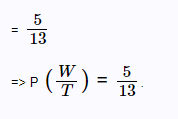 = 5/13
=> P (W/T) = 5/13.